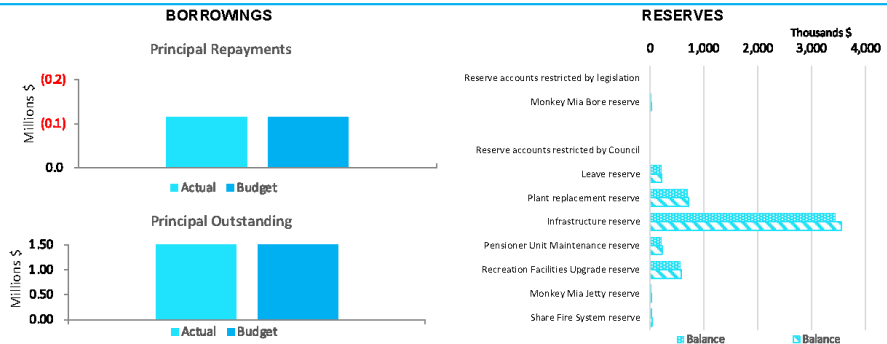 BORROWINGS
Principal Repayments
Millions $
(0.2)
(0.1)
0.0
Actual Budget
Principal Outstanding
Millions $
1.50
1.00
0.50
0.00
Actual Budget
RESERVES
Thousands $
0 1,000 2,000 3,000 4,000
Reserve accounts restricted by legislation
Monkey Mia Bore reserve
Reserve accounts restricted by Council
Leave reserve
Plant replacement reserve
Infrastructure reserve
Pensioner Unit Maintenance reserve
Recreation Facilities Upgrade reserve
Monkey Mia Jetty reserve
Share Fire System reserve
Balance Balance